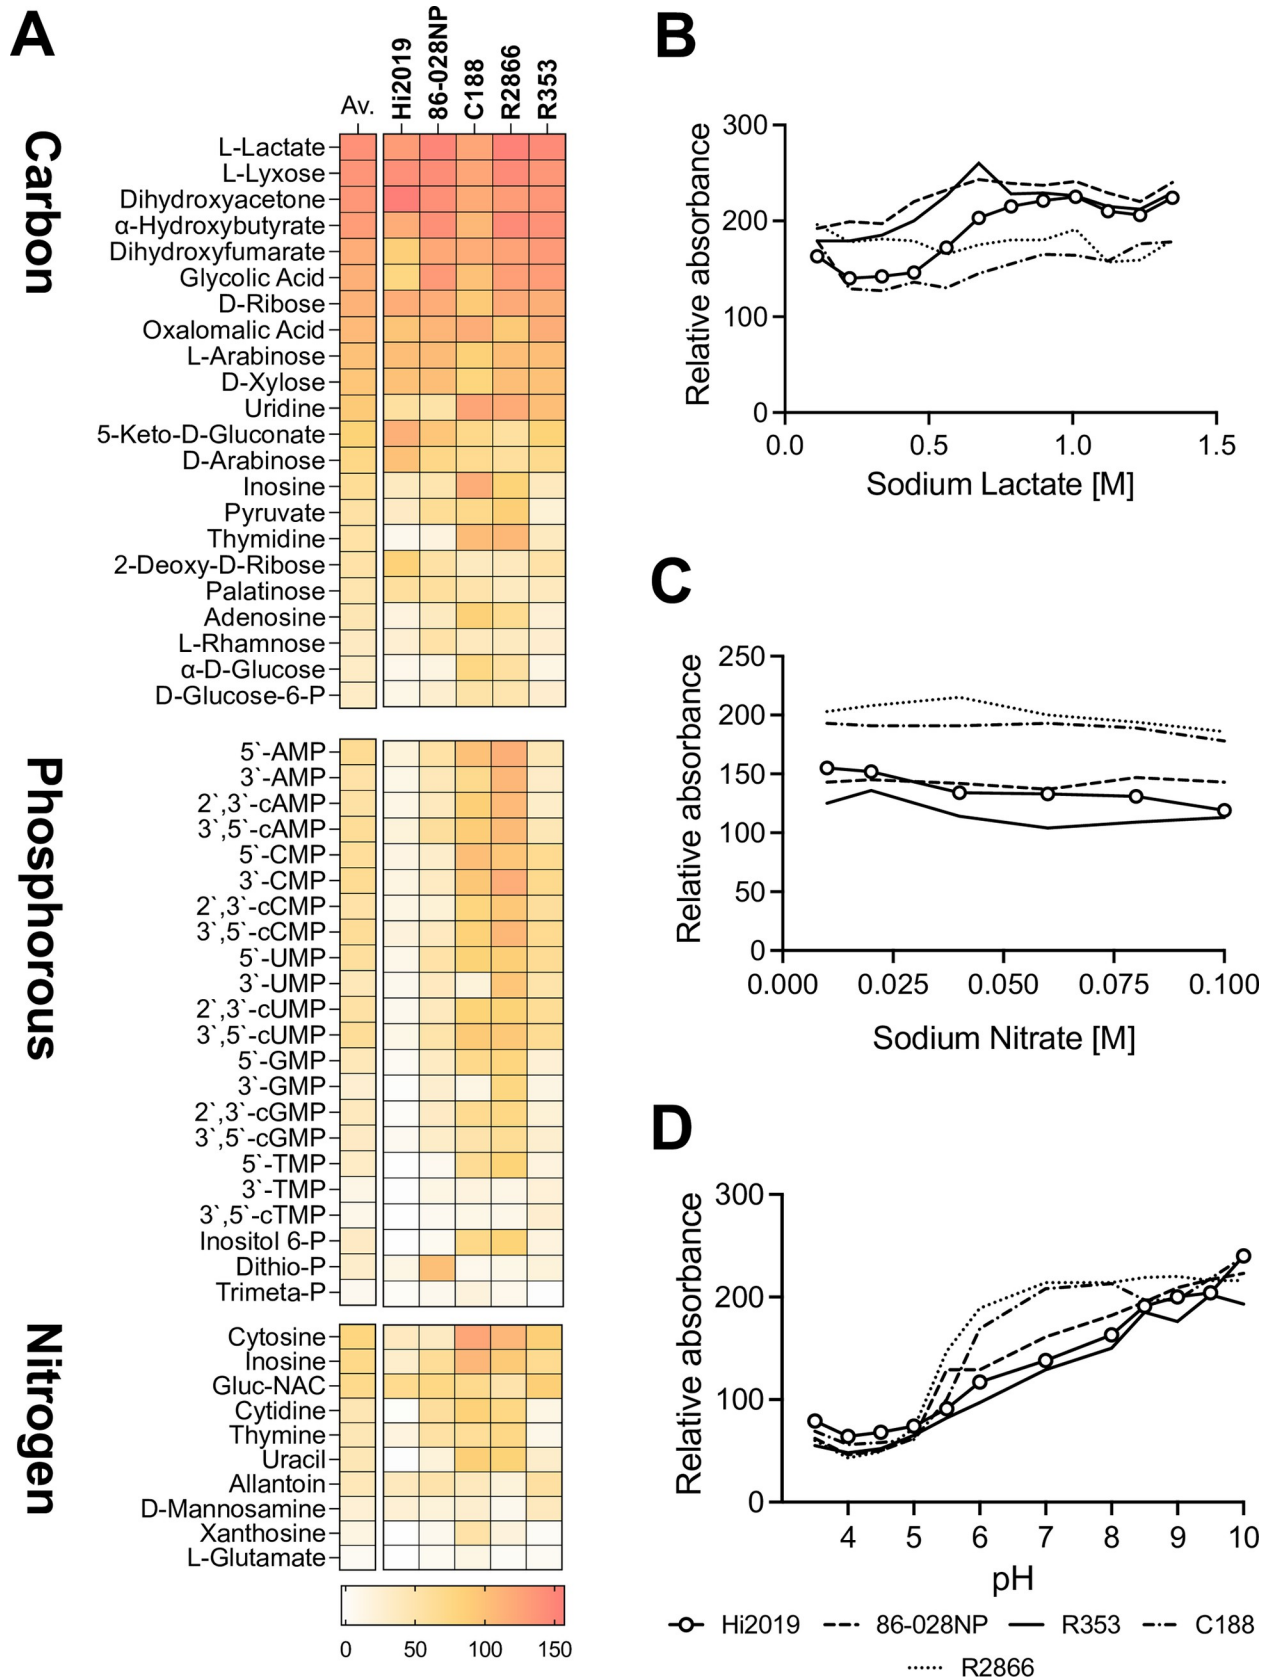 A
Av.
Hi2019
86-028NP
C188
R2866
R353
Carbon
L-Lactate
L-Lyxose
Dihydroxyacetone
α-Hydroxybutyrate
Dihydroxyfumarate
Glycolic Acid
D-Ribose
Oxalomalic Acid
L-Arabinose
D-Xylose
Uridine
5-Keto-D-Gluconate
D-Arabinose
Inosine
Pyruvate
Thymidine
2-Deoxy-D-Ribose
Palatinose
Adenosine
L-Rhamnose
α-D-Glucose
D-Glucose-6-P
Phosphorous
5`-AMP
3`-AMP
2`,3`-cAMP
3`,5`-cAMP
5`-CMP
3`-CMP
2`,3`-cCMP
3`,5`-cCMP
5`-UMP
3`-UMP
2`,3`-cUMP
3`,5`-cUMP
5`-GMP
3`-GMP
2`,3`-cGMP
3`,5`-cGMP
5`-TMP
3`-TMP
3`,5`-cTMP
Inositol 6-P
Dithio-P
Trimeta-P
Nitrogen
Cytosine
Inosine
Gluc-NAC
Cytidine
Thymine
Uracil
Allantoin
D-Mannosamine
Xanthosine
L-Glutamate
0 50 100 150
B
Relative absorbance
300
200
100
0
0.0 0.5 1.0 1.5
Sodium Lactate [M]
C
Relative absorbance
250
200
150
100
50
0
0.000 0.025 0.050 0.075 0.100
Sodium Nitrate [M]
D
Relative absorbance
300
200
100
0
4 5 6 7 8 9 10
pH
Hi2019 86-028NP R353 C188
R2866